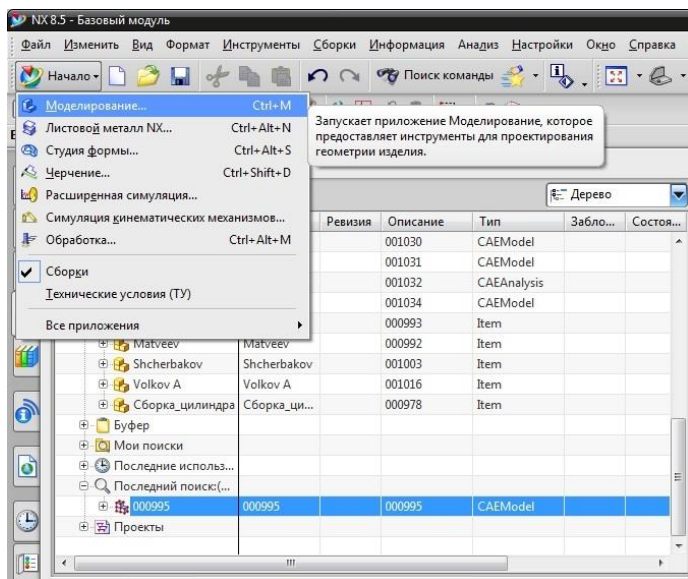 NX 8.5 - Базовый модуль
Файл Изменить Вид Формат Инструменты Сборки Информация Анализ Настройки Окно Справка
Начало Поиск команды
Моделирование... Ctrl+M
Листовой металл NX... Ctrl+Alt+N
Студия формы... Ctrl+Alt+S
Черчение... Ctrl+Shift+D
Расширенная симуляция...
Симуляция кинематических механизмов...
Обработка... Ctrl+Alt+M
Сборки
Технические условия (ТУ)
Все приложения
Запускает приложение Моделирование, которое
предоставляет инструменты для проектирования
геометрии изделия.
Дерево
Ревизия Описание Тип Забло... Состоя...
001030 CAEModel
001031 CAEModel
001032 CAEAnalysis
001034 CAEModel
000993 Item
Matveev Matveev 000992 Item
Shcherbakov Shcherbakov 001003 Item
Volkov A Volkov A 001016 Item
Сборка_цилиндра Сборка_ци... 000978 Item
Буфер
Мои поиски
Последние использ...
Последний поиск:(...
000995 000995 000995 CAEModel
Проекты